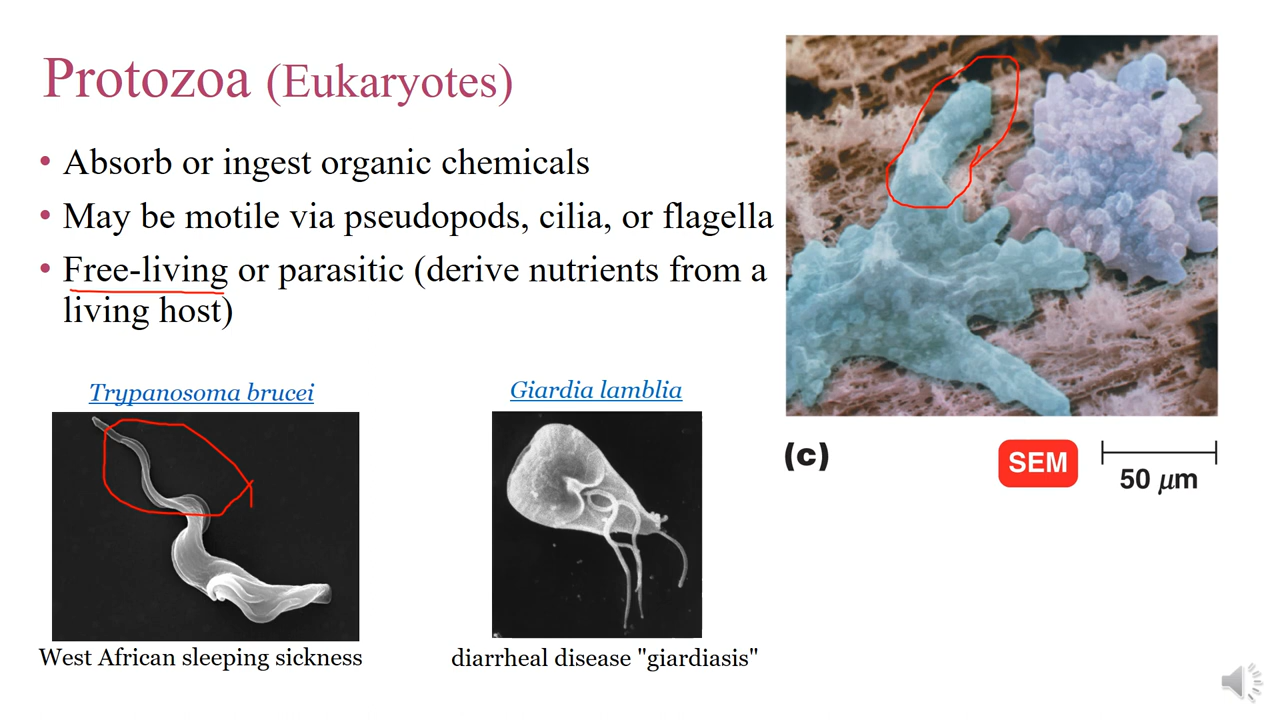 Protozoa (Eukaryotes)
• Absorb or ingest organic chemicals
• May be motile via pseudopods, cilia, or flagella
• Free-living or parasitic (derive nutrients from a
living host)
Trypanosoma brucei
Giardia lamblia
West African sleeping sickness
diarrheal disease "giardiasis"
(c)
SEM
50 μm